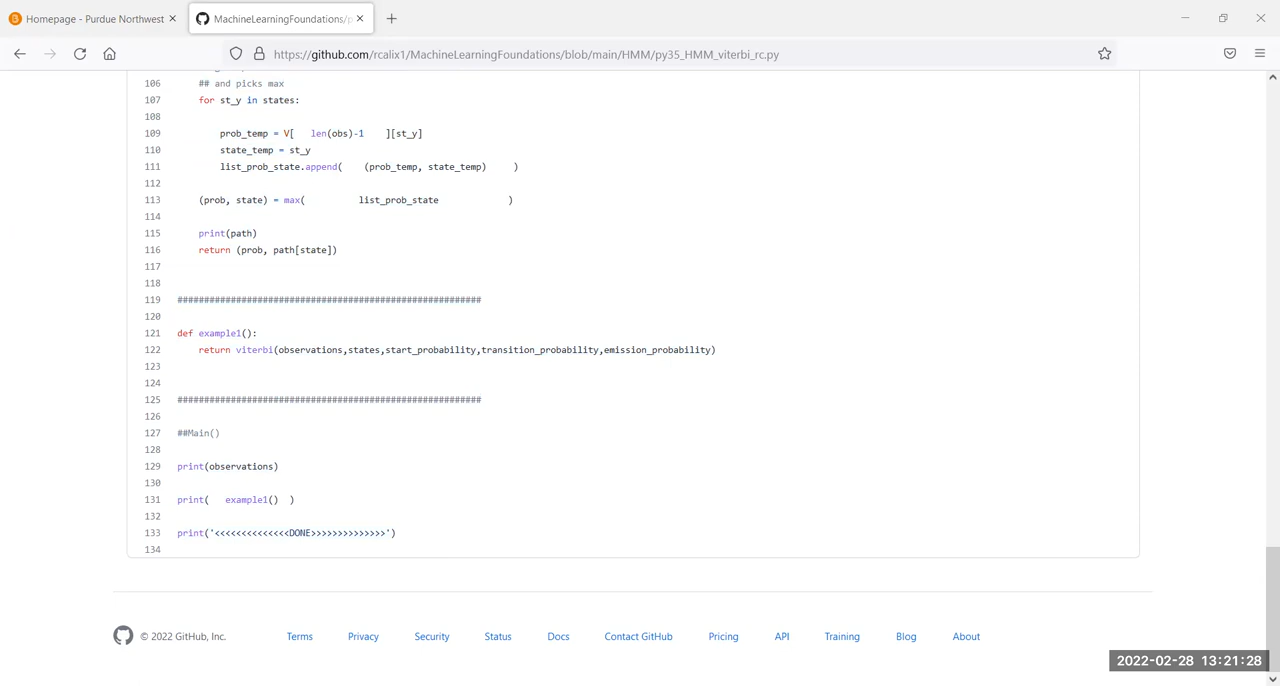 Homepage - Purdue Northwest
MachineLearningFoundations/p
https://github.com/rcalix1/MachineLearningFoundations/blob/main/HMM/py35_HMM_viterbi_rc.py
106 ## and picks max
107 for st_y in states:
108
109 prob_temp = V[ len(obs)-1 ][st_y]
110 state_temp = st_y
111 list_prob_state.append( (prob_temp, state_temp) )
112
113 (prob, state) = max( list_prob_state )
114
115 print(path)
116 return (prob, path[state])
117
118
119 #########################################################
120
121 def example1():
122 return viterbi(observations,states,start_probability,transition_probability,emission_probability)
123
124
125 #########################################################
126
127 ##Main()
128
129 print(observations)
130
131 print( example1() )
132
133 print('<<<<<<<<<<<<<<DONE>>>>>>>>>>>>>>')
134
© 2022 GitHub, Inc. Terms Privacy Security Status Docs Contact GitHub Pricing API Training Blog About
2022-02-28 13:21:28